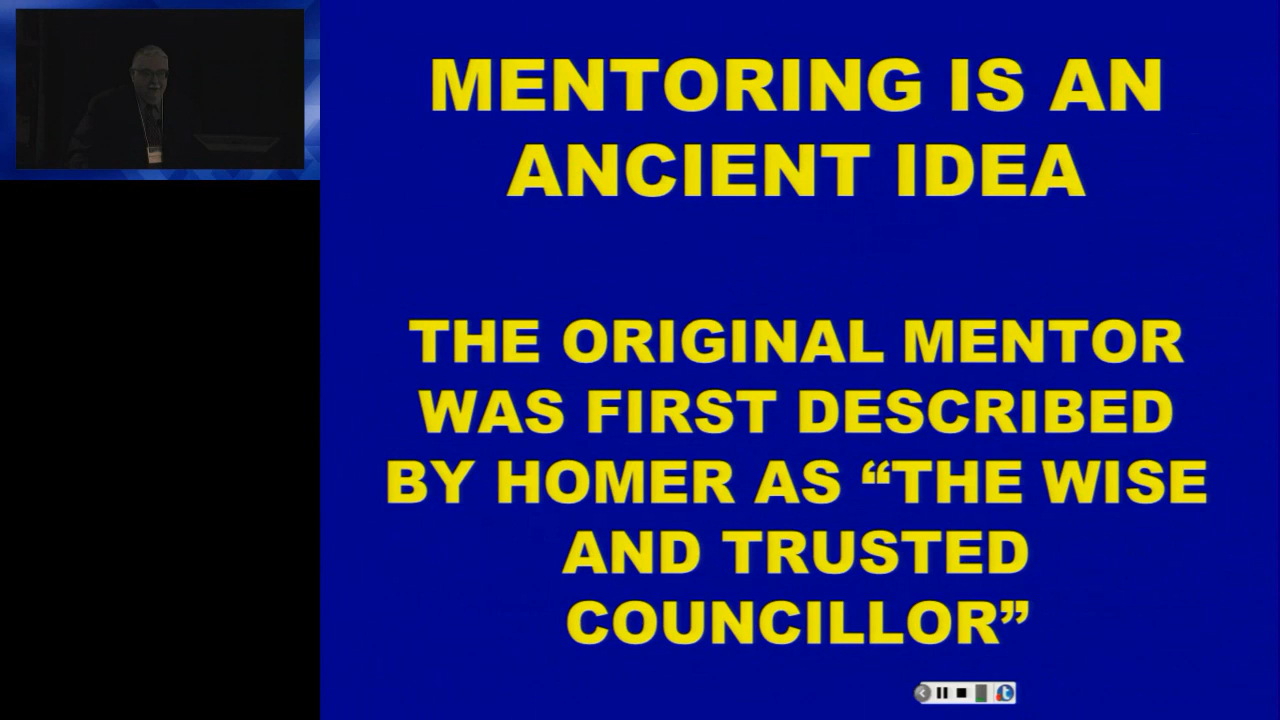 MENTORING IS AN
ANCIENT IDEA
THE ORIGINAL MENTOR
WAS FIRST DESCRIBED
BY HOMER AS “THE WISE
AND TRUSTED
COUNCILLOR”